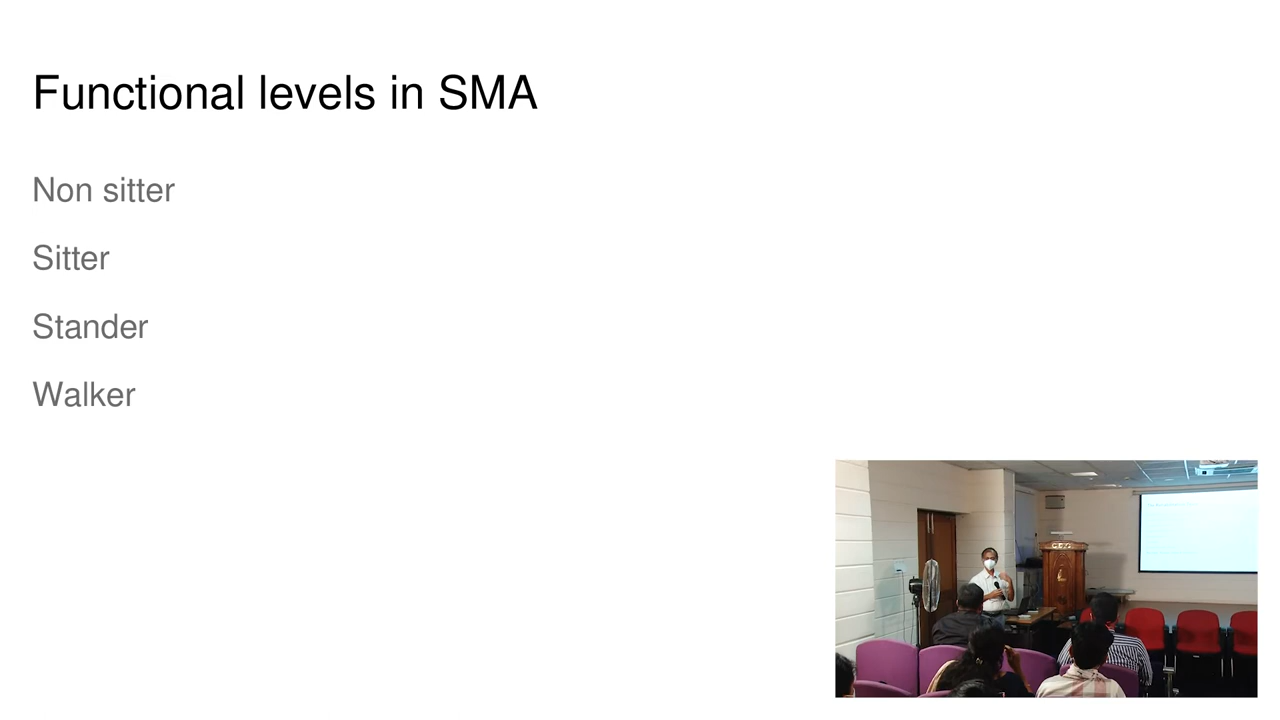 Functional levels in SMA
Non sitter
Sitter
Stander
Walker